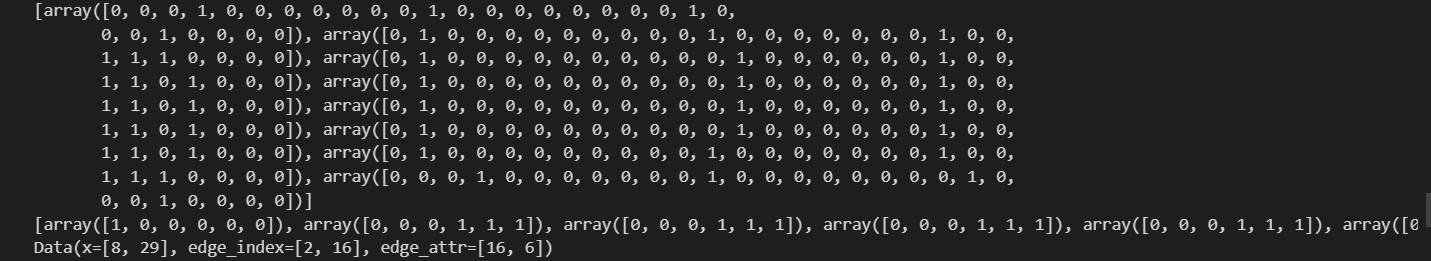 [array([0, 0, 0, 1, 0, 0, 0, 0, 0, 0, 0, 1, 0, 0, 0, 0, 0, 0, 0, 0, 1, 0,
0, 0, 1, 0, 0, 0, 0]), array([0, 1, 0, 0, 0, 0, 0, 0, 0, 0, 0, 1, 0, 0, 0, 0, 0, 0, 0, 1, 0, 0,
1, 1, 1, 0, 0, 0, 0]), array([0, 1, 0, 0, 0, 0, 0, 0, 0, 0, 0, 0, 1, 0, 0, 0, 0, 0, 0, 1, 0, 0,
1, 1, 0, 1, 0, 0, 0]), array([0, 1, 0, 0, 0, 0, 0, 0, 0, 0, 0, 0, 1, 0, 0, 0, 0, 0, 0, 1, 0, 0,
1, 1, 0, 1, 0, 0, 0]), array([0, 1, 0, 0, 0, 0, 0, 0, 0, 0, 0, 0, 1, 0, 0, 0, 0, 0, 0, 1, 0, 0,
1, 1, 0, 1, 0, 0, 0]), array([0, 1, 0, 0, 0, 0, 0, 0, 0, 0, 0, 0, 1, 0, 0, 0, 0, 0, 0, 1, 0, 0,
1, 1, 0, 1, 0, 0, 0]), array([0, 1, 0, 0, 0, 0, 0, 0, 0, 0, 0, 1, 0, 0, 0, 0, 0, 0, 0, 1, 0, 0,
1, 1, 1, 0, 0, 0, 0]), array([0, 0, 0, 1, 0, 0, 0, 0, 0, 0, 0, 1, 0, 0, 0, 0, 0, 0, 0, 0, 1, 0,
0, 0, 1, 0, 0, 0, 0])]
[array([1, 0, 0, 0, 0, 0]), array([0, 0, 0, 1, 1, 1]), array([0, 0, 0, 1, 1, 1]), array([0, 0, 0, 1, 1, 1]), array([0, 0, 0, 1, 1, 1]), array([0
Data(x=[8, 29], edge_index=[2, 16], edge_attr=[16, 6])